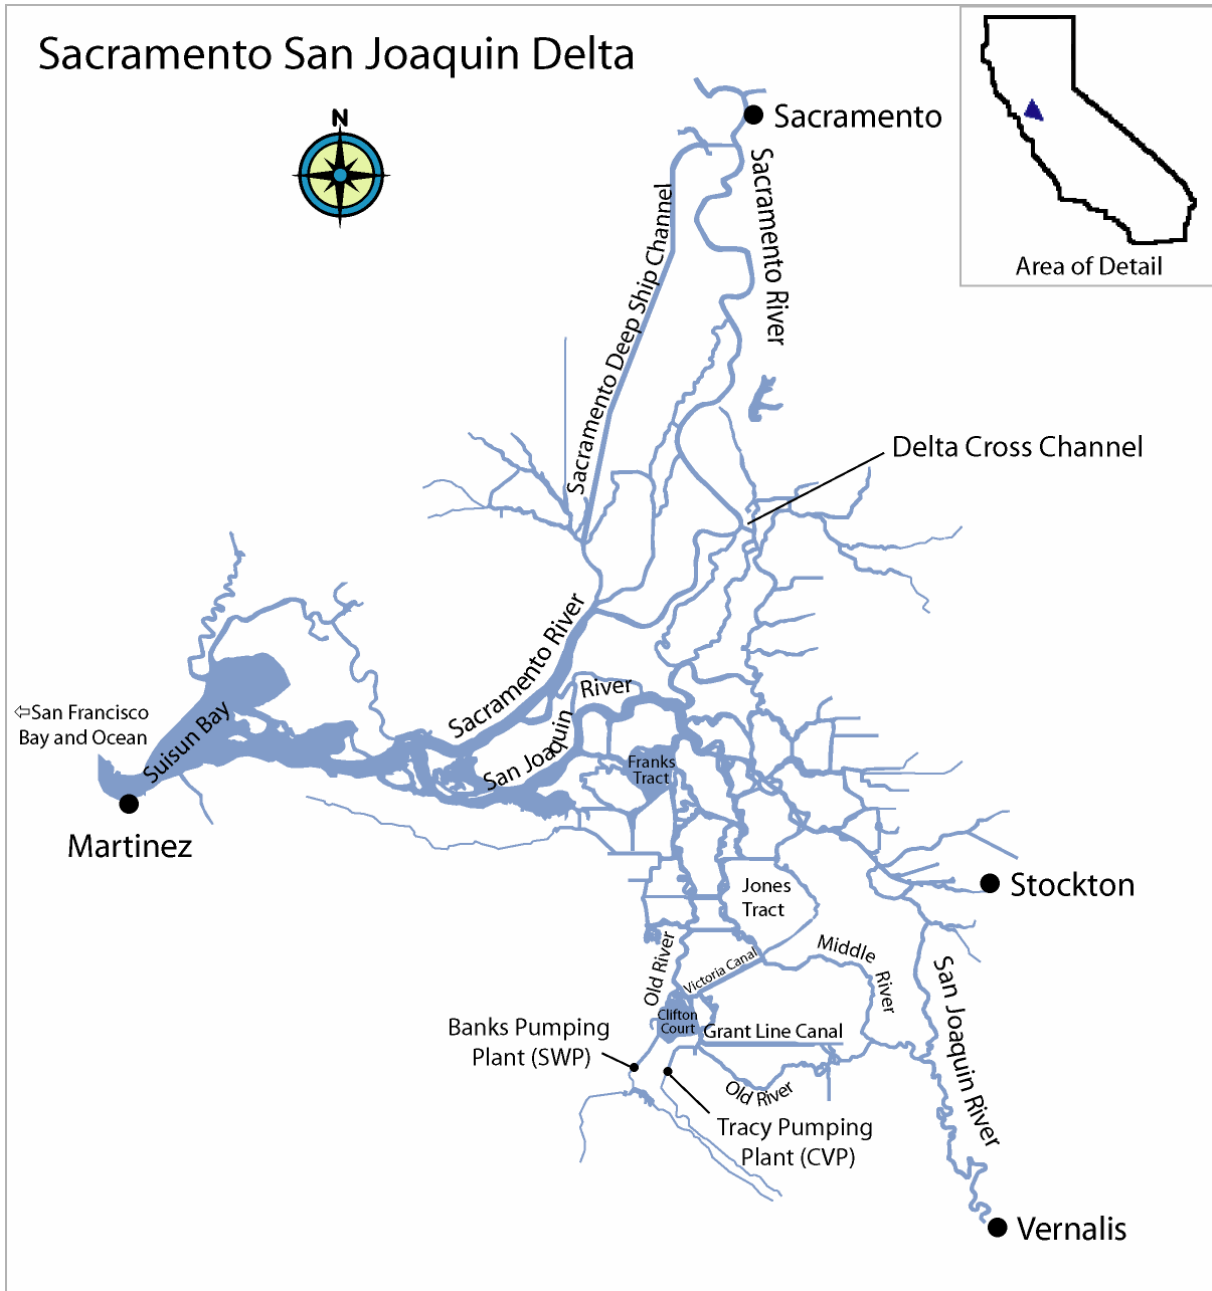 Sacramento San Joaquin Delta
N
Sacramento
Area of Detail
Sacramento River
Sacramento Deep Ship Channel
Delta Cross Channel
Sacramento River
San Joaquin
River
⇦San Francisco
Bay and Ocean
Suisun Bay
Martinez
Franks
Tract
Jones
Tract
Stockton
Old River
Victoria Canal
Middle
River
San Joaquin River
Clifton
Court
Grant Line Canal
Banks Pumping
Plant (SWP)
Old River
Tracy Pumping
Plant (CVP)
Vernalis